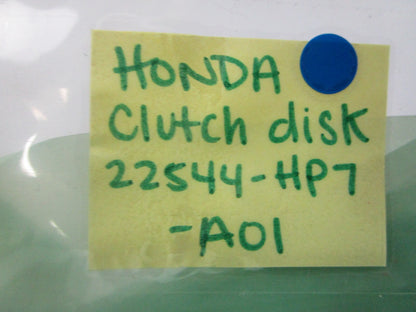 HONDA
Clutch disk
22544-HP7
-A01